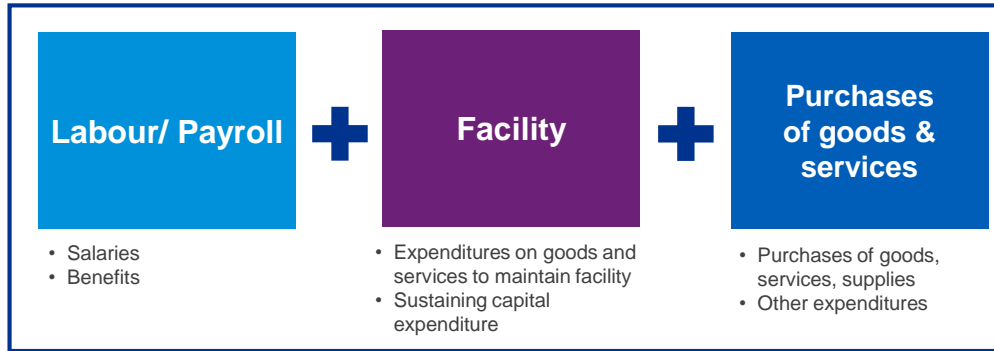 Labour/ Payroll
• Salaries
• Benefits
Facility
• Expenditures on goods and
services to maintain facility
• Sustaining capital
expenditure
Purchases
of goods &
services
• Purchases of goods,
services, supplies
• Other expenditures